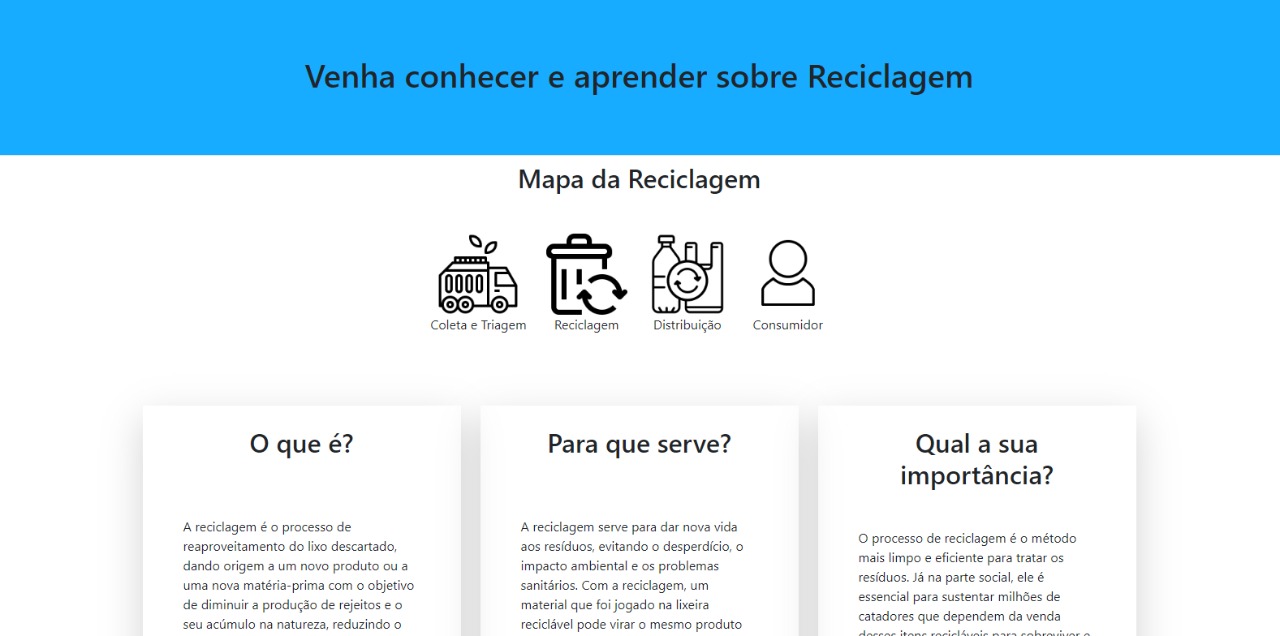 Venha conhecer e aprender sobre Reciclagem
Mapa da Reciclagem
Coleta e Triagem
Reciclagem
Distribuição
Consumidor
O que é?
A reciclagem é o processo de
reaproveitamento do lixo descartado,
dando origem a um novo produto ou a
uma nova matéria-prima com o objetivo
de diminuir a produção de rejeitos e o
seu acúmulo na natureza, reduzindo o
Para que serve?
A reciclagem serve para dar nova vida
aos resíduos, evitando o desperdício, o
impacto ambiental e os problemas
sanitários. Com a reciclagem, um
material que foi jogado na lixeira
reciclável pode virar o mesmo produto
Qual a sua
importância?
O processo de reciclagem é o método
mais limpo e eficiente para tratar os
resíduos. Já na parte social, ele é
essencial para sustentar milhões de
catadores que dependem da venda
desses itens recicláveis para sobreviver e